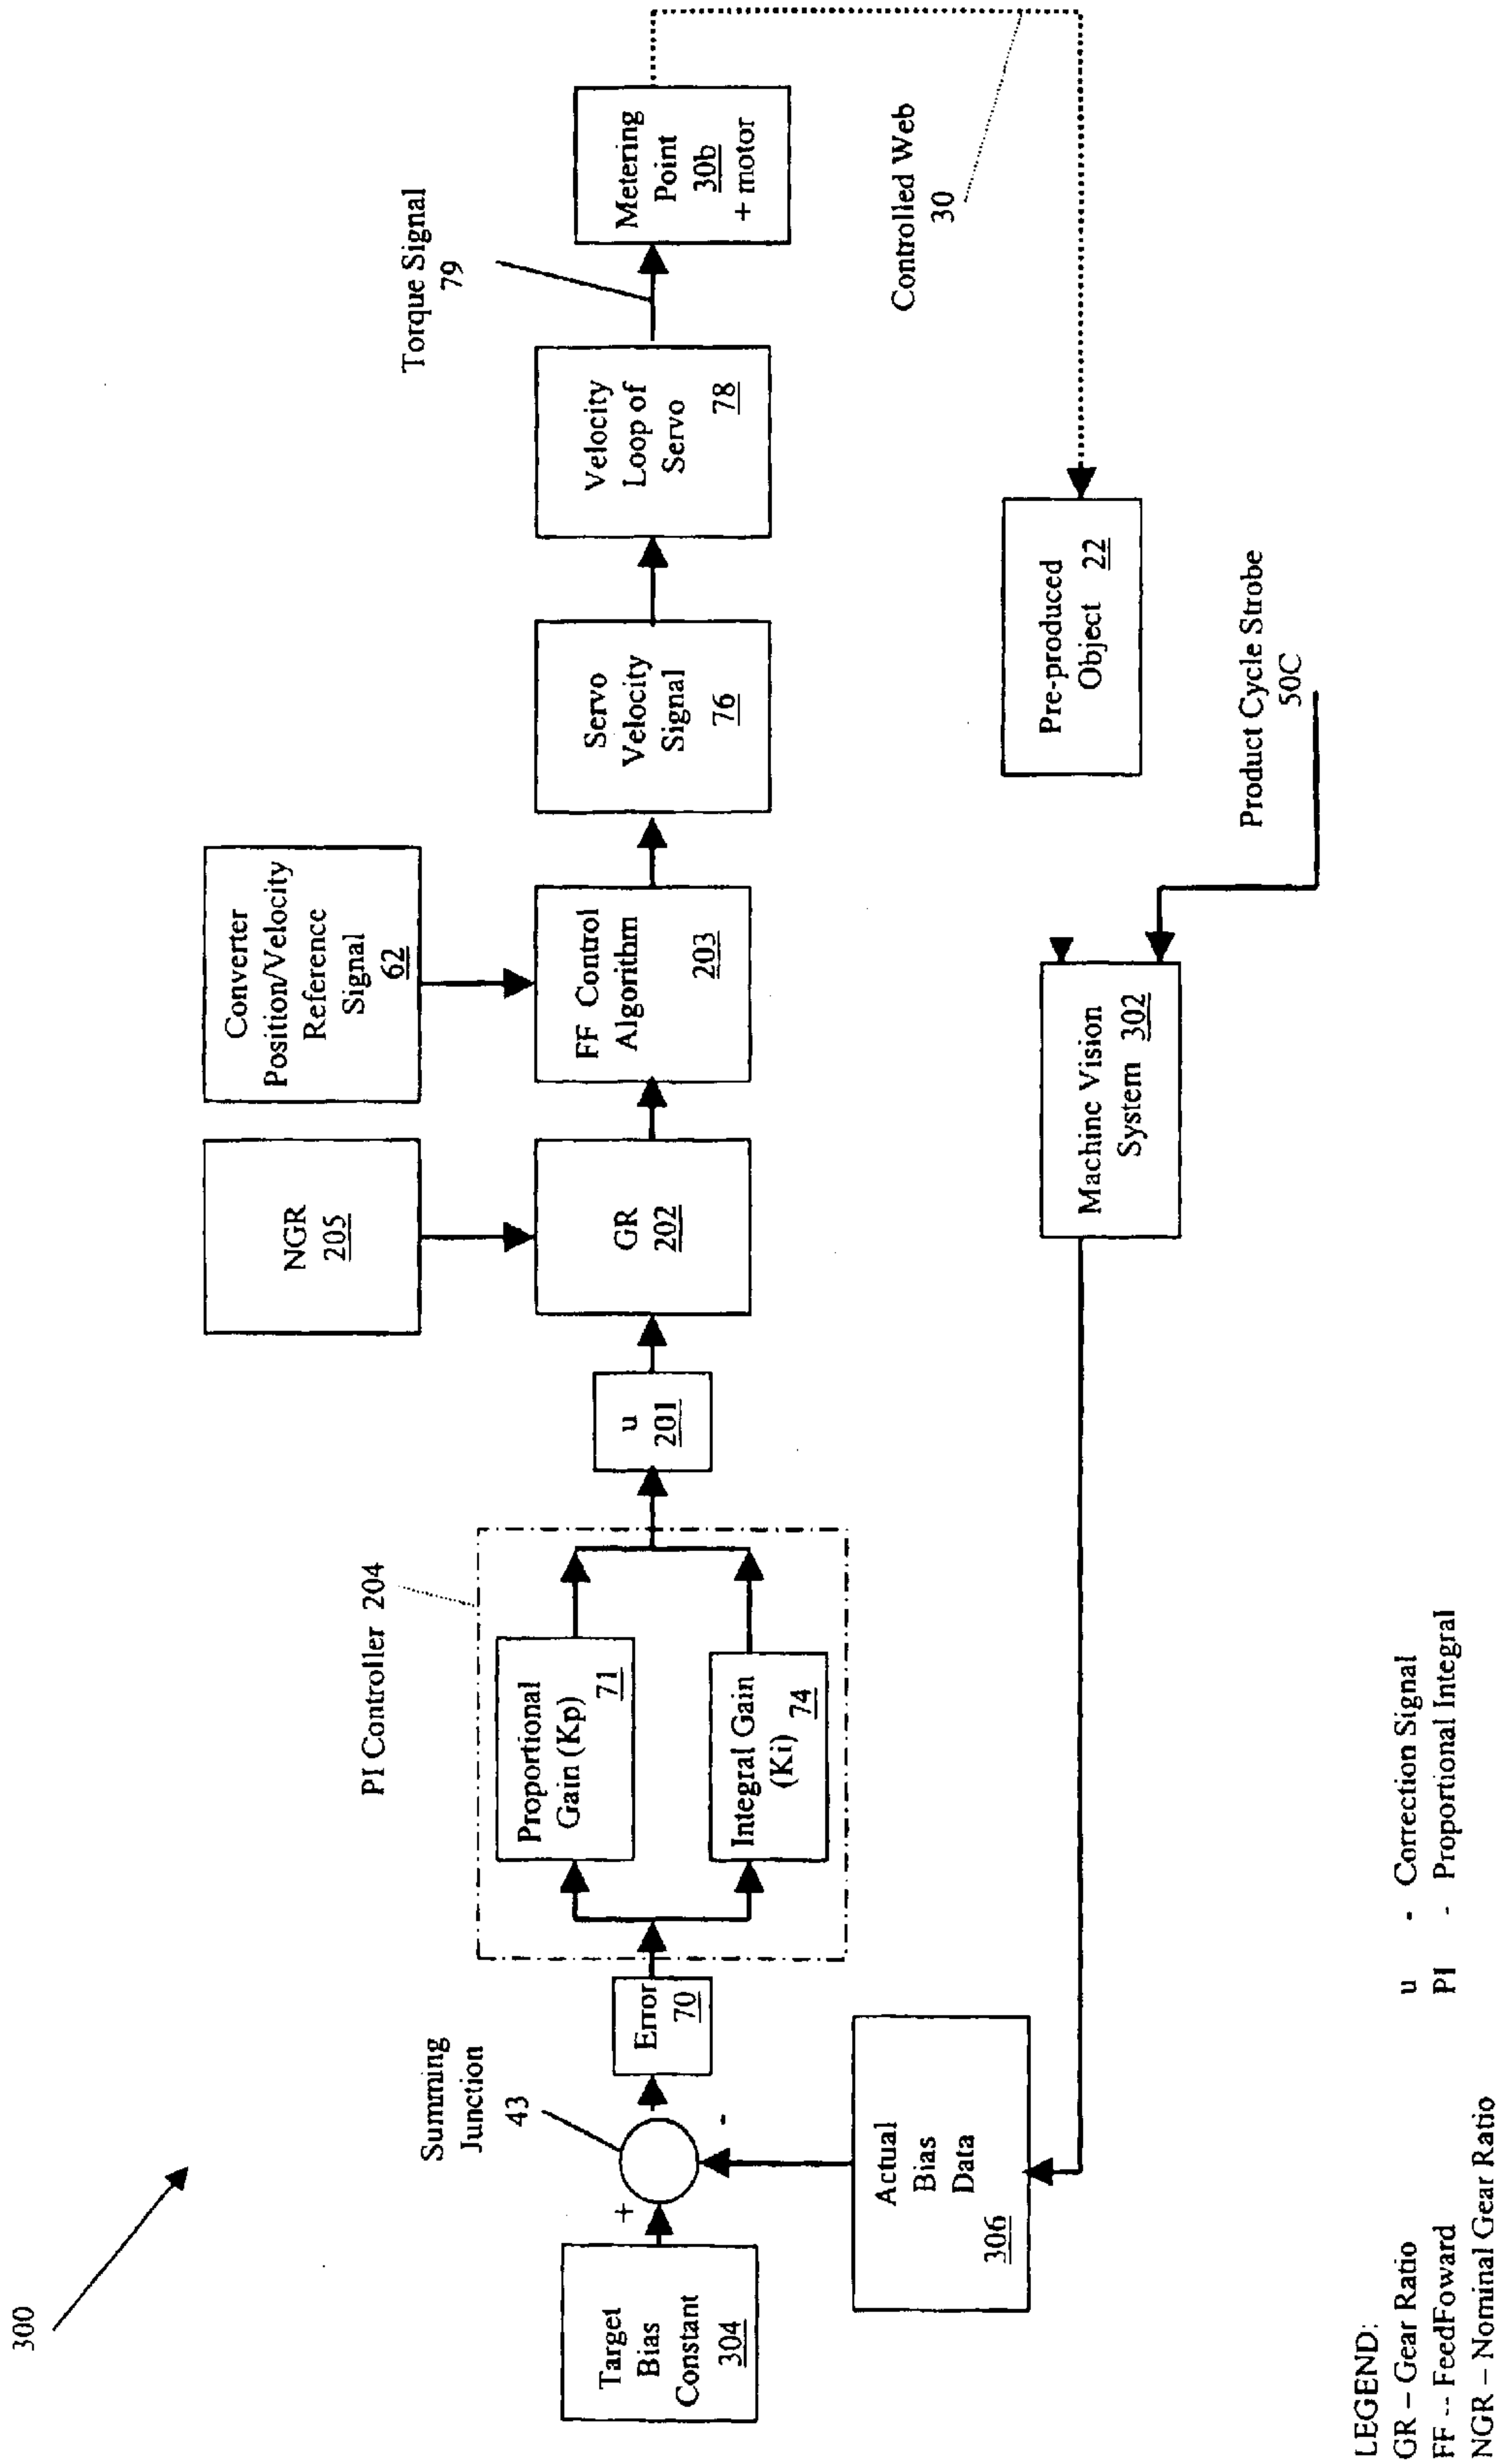 300
Target
Bias
Constant
304
+
Summing
Junction
43
-
Actual
Bias
Data
306
Error
70
PI Controller 204
Proportional
Gain (Kp)
71
Integral Gain
(Ki) 74
u
201
NGR
205
GR
202
Converter
Position/Velocity
Reference
Signal
62
FF Control
Algorithm
203
Servo
Velocity
Signal
76
Velocity
Loop of
Servo
78
Torque Signal
79
Metering
Point
30b
+ motor
Controlled Web
30
Pre-produced
Object 22
Product Cycle Strobe
50C
Machine Vision
System 302
LEGEND:
GR – Gear Ratio
FF -- FeedFoward
NGR – Nominal Gear Ratio
u - Correction Signal
PI - Proportional Integral